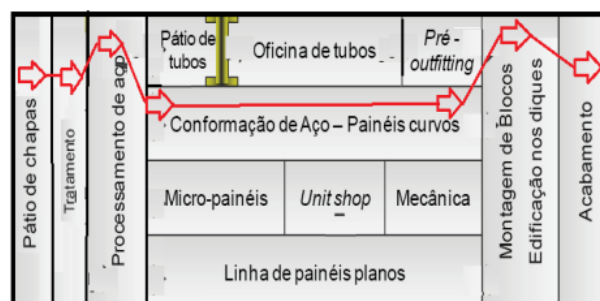 Pátio de chapas
Tratamento
Processamento de aço
Pátio de
tubos
Oficina de tubos
Pré -
outfitting
Conformação de Aço – Painéis curvos
Micro-painéis
Unit shop
Mecânica
Linha de painéis planos
Montagem de Blocos
Edificação nos diques
Acabamento